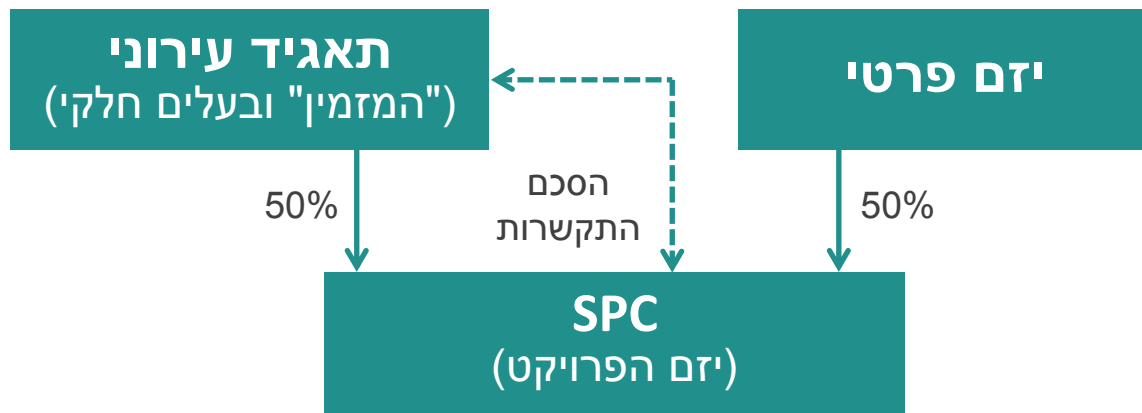 תאגיד עירוני
("המזמין" ובעלים חלקי)
יזם פרטי
50%
הסכם
התקשרות
50%
SPC
(יזם הפרויקט)